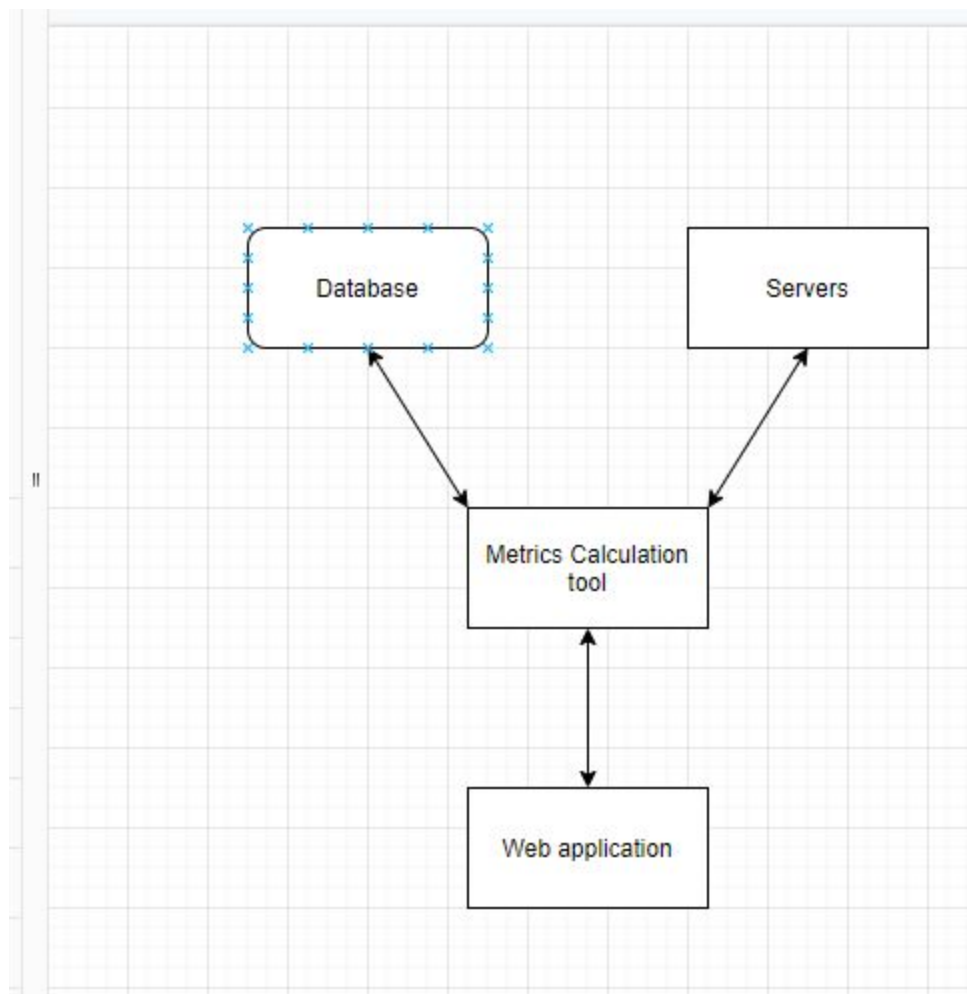 Database
Servers
Metrics Calculation
tool
Web application